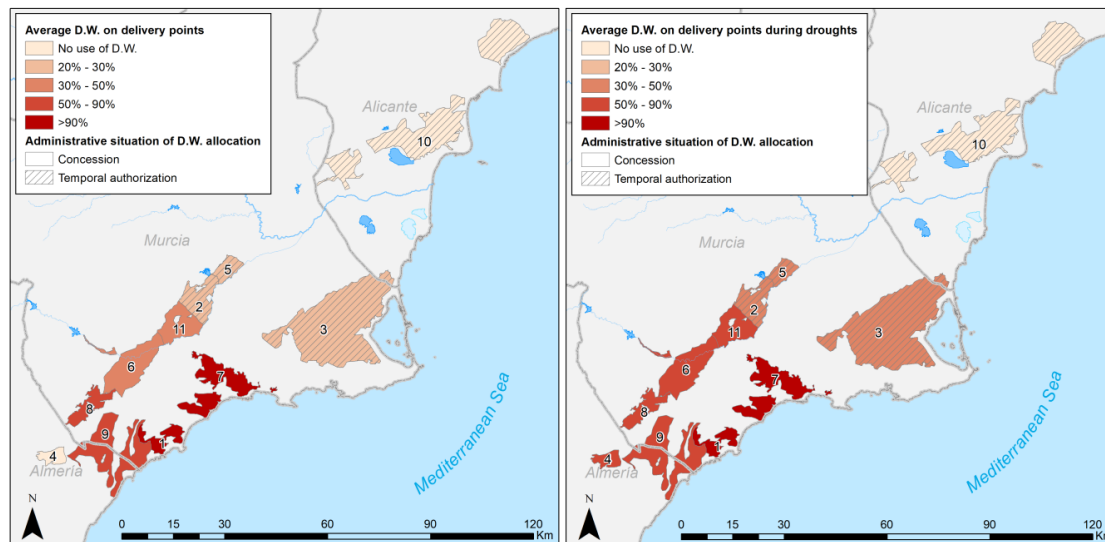 Average D.W. on delivery points
No use of D.W.
20% - 30%
30% - 50%
50% - 90%
>90%
Administrative situation of D.W. allocation
Concession
Temporal authorization
Alicante
10
Murcia
5
2
11
3
6
7
8
9
1
4
Almería
Mediterranean Sea
N
0 15 30 60 90 120
Km
Average D.W. on delivery points during droughts
No use of D.W.
20% - 30%
30% - 50%
50% - 90%
>90%
Administrative situation of D.W. allocation
Concession
Temporal authorization
Alicante
10
Murcia
5
2
11
3
6
7
8
9
1
4
Almería
Mediterranean Sea
N
0 15 30 60 90 120
Km